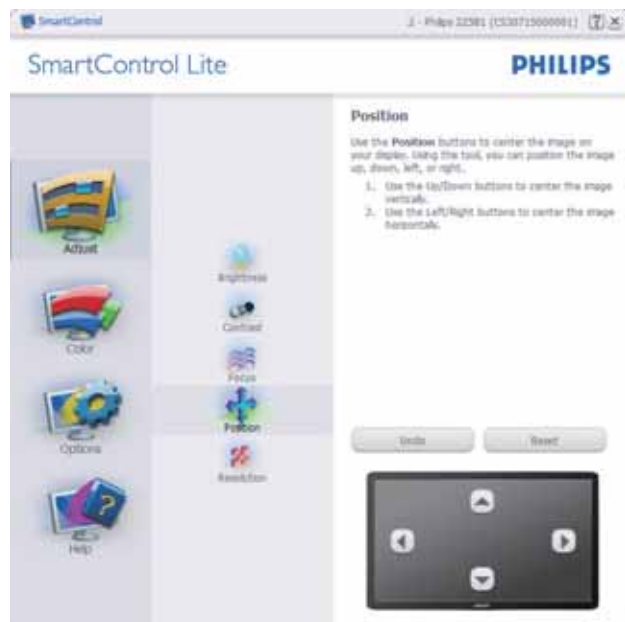 SmartControl
SmartControl Lite
PHILIPS
Adjust
Color
Options
Help
Brightness
Contrast
Focus
Position
Resolution
Position
Use the Position buttons to center the image on
your display. Using the tool, you can position the image
up, down, left, or right.
1. Use the Up/Down buttons to center the image
vertically.
2. Use the Left/Right buttons to center the image
horizontally.
Undo
Reset